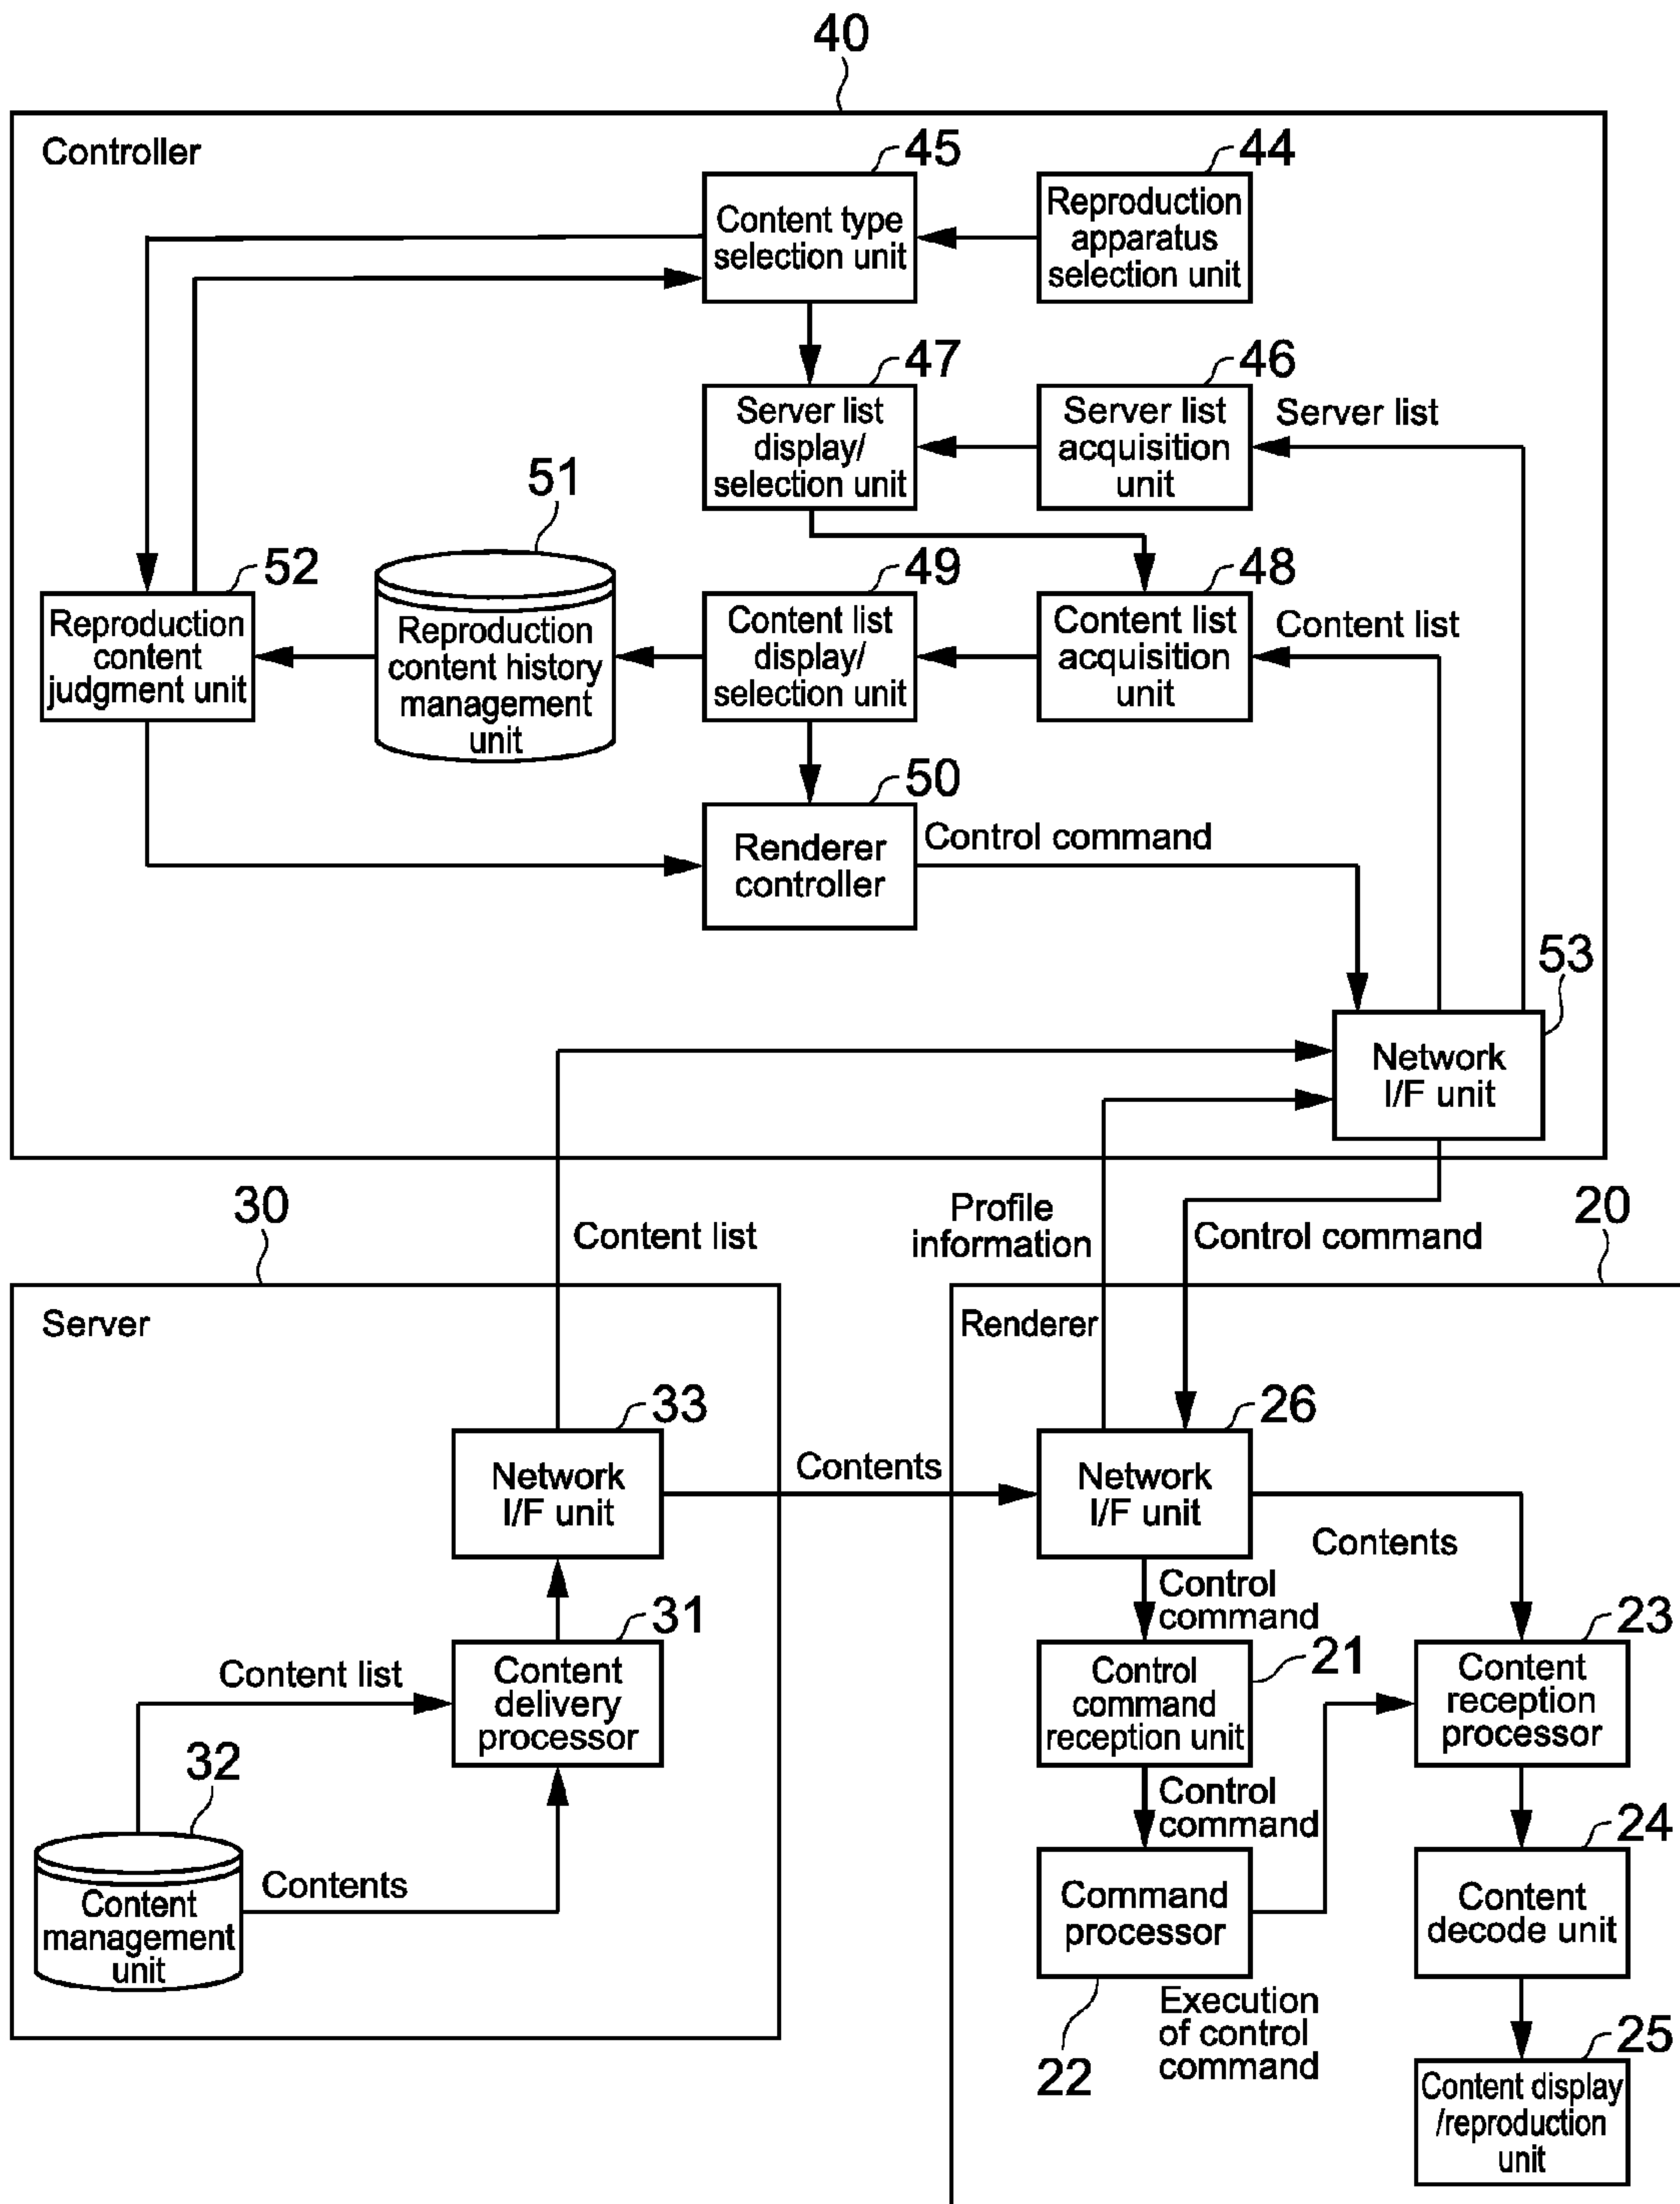 40
Controller
45
44
Content type
selection unit
Reproduction
apparatus
selection unit
47
46
Server list
display/
selection unit
Server list
acquisition
unit
Server list
51
52
49
48
Reproduction
content
judgment unit
Reproduction
content history
management
unit
Content list
display/
selection unit
Content list
acquisition
unit
Content list
50
Renderer
controller
Control command
53
Network
I/F unit
30
Content list
Profile
information
Control command
20
Server
Renderer
33
26
Network
I/F unit
Contents
Network
I/F unit
Contents
Control
command
31
21
23
Content list
Content
delivery
processor
Control
command
reception unit
Content
reception
processor
32
Control
command
24
Content
management
unit
Contents
Command
processor
Content
decode unit
22
Execution
of control
command
25
Content display
/reproduction
unit